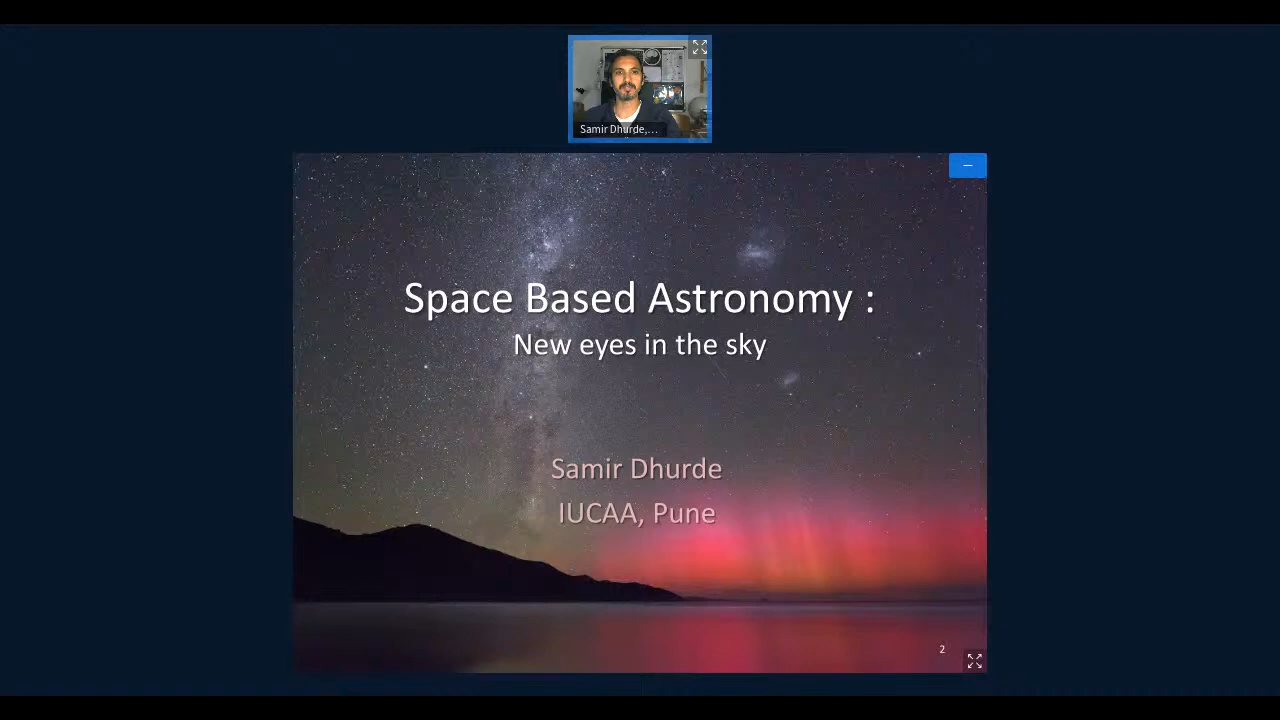 Samir Dhurde,...
Space Based Astronomy :
New eyes in the sky
Samir Dhurde
IUCAA, Pune
2